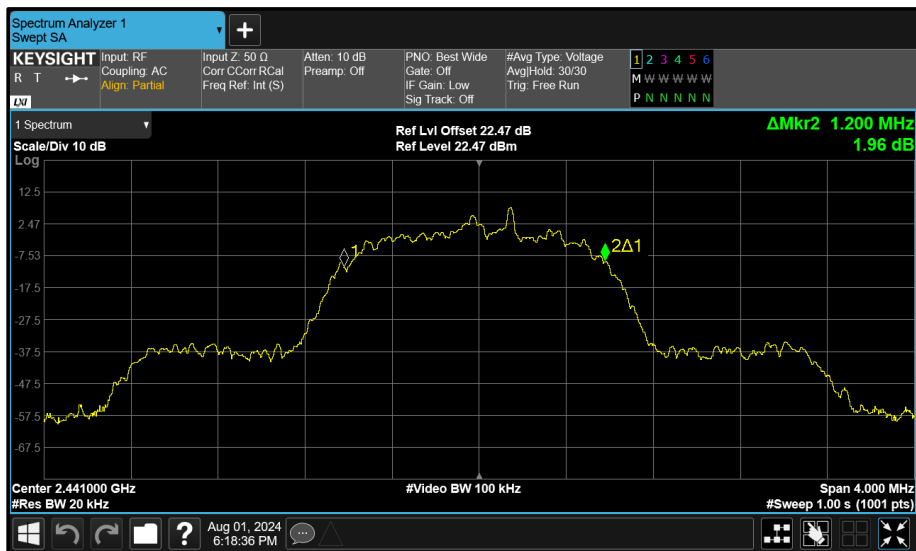 Spectrum Analyzer 1
Swept SA
+
KEYSIGHT
R T
LXI
Input: RF
Coupling: AC
Align: Partial
Input Z: 50 Ω
Corr CCorr RCal
Freq Ref: Int (S)
Atten: 10 dB
Preamp: Off
PNO: Best Wide
Gate: Off
IF Gain: Low
Sig Track: Off
#Avg Type: Voltage
Avg|Hold: 30/30
Trig: Free Run
1 2 3 4 5 6
M W W W W W
P N N N N N
1 Spectrum
Scale/Div 10 dB
Ref Lvl Offset 22.47 dB
Ref Level 22.47 dBm
ΔMkr2 1.200 MHz
1.96 dB
Log
12.5
2.47
-7.53
-17.5
-27.5
-37.5
-47.5
-57.5
-67.5
1
2Δ1
Center 2.441000 GHz
#Video BW 100 kHz
Span 4.000 MHz
#Res BW 20 kHz
#Sweep 1.00 s (1001 pts)
?
Aug 01, 2024
6:18:36 PM